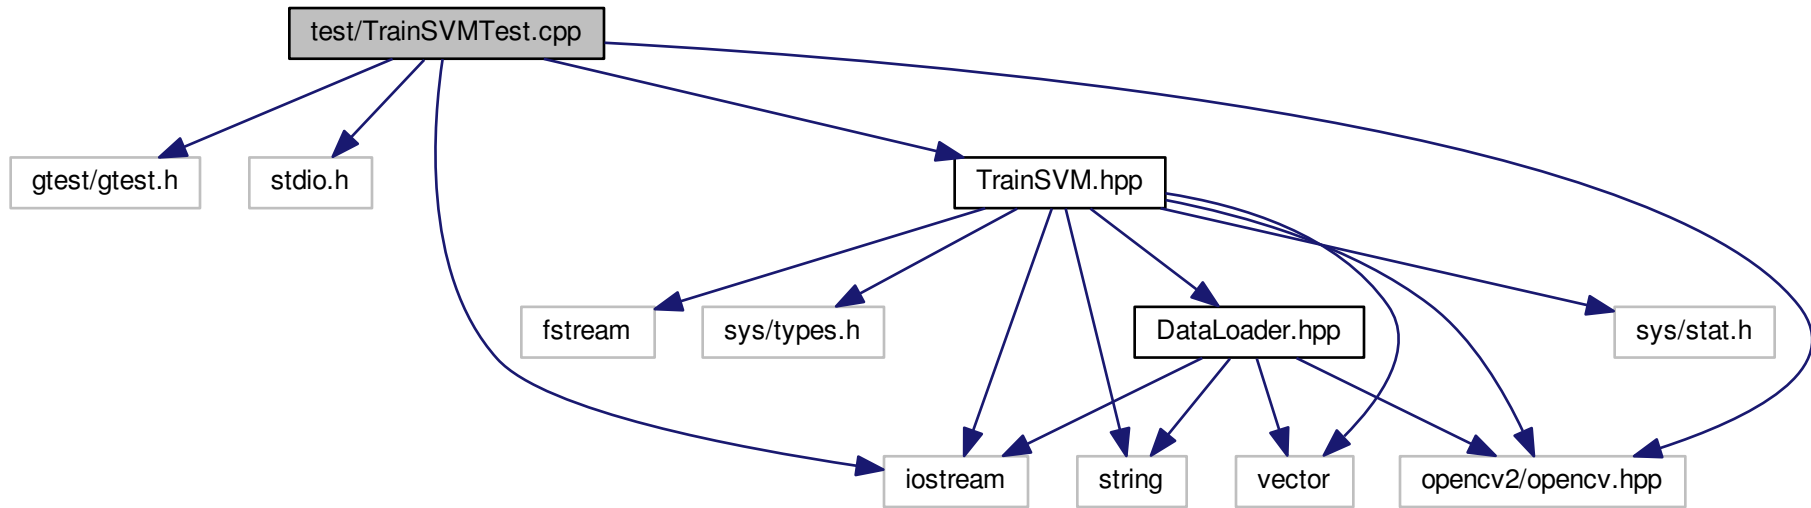 test/TrainSVMTest.cpp
gtest/gtest.h
stdio.h
TrainSVM.hpp
fstream
sys/types.h
DataLoader.hpp
sys/stat.h
iostream
string
vector
opencv2/opencv.hpp